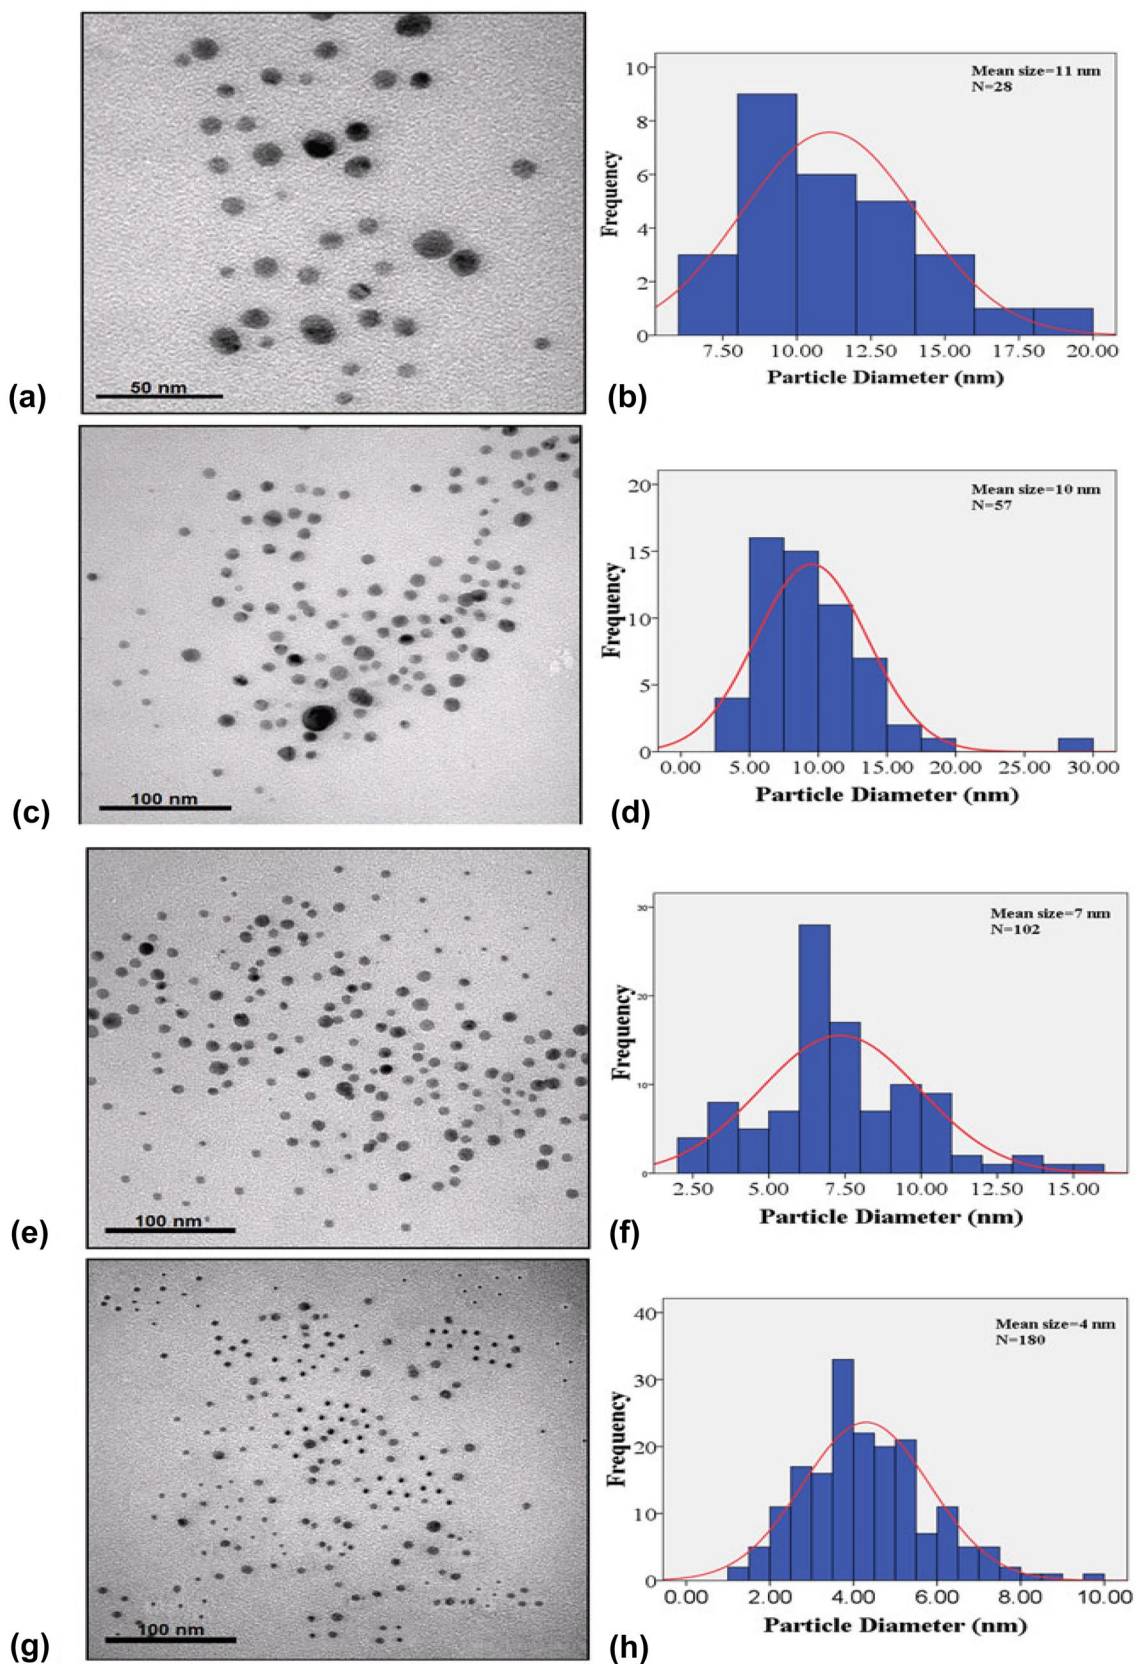 50 nm
(a)
Mean size=11 nm
N=28
Frequency
10
8
6
4
2
0
7.50 10.00 12.50 15.00 17.50 20.00
Particle Diameter (nm)
(b)
100 nm
(c)
Mean size=10 nm
N=57
Frequency
20
15
10
5
0
0.00 5.00 10.00 15.00 20.00 25.00 30.00
Particle Diameter (nm)
(d)
100 nm
(e)
Mean size=7 nm
N=102
Frequency
30
20
10
0
2.50 5.00 7.50 10.00 12.50 15.00
Particle Diameter (nm)
(f)
100 nm
(g)
Mean size=4 nm
N=180
Frequency
40
30
20
10
0
0.00 2.00 4.00 6.00 8.00 10.00
Particle Diameter (nm)
(h)